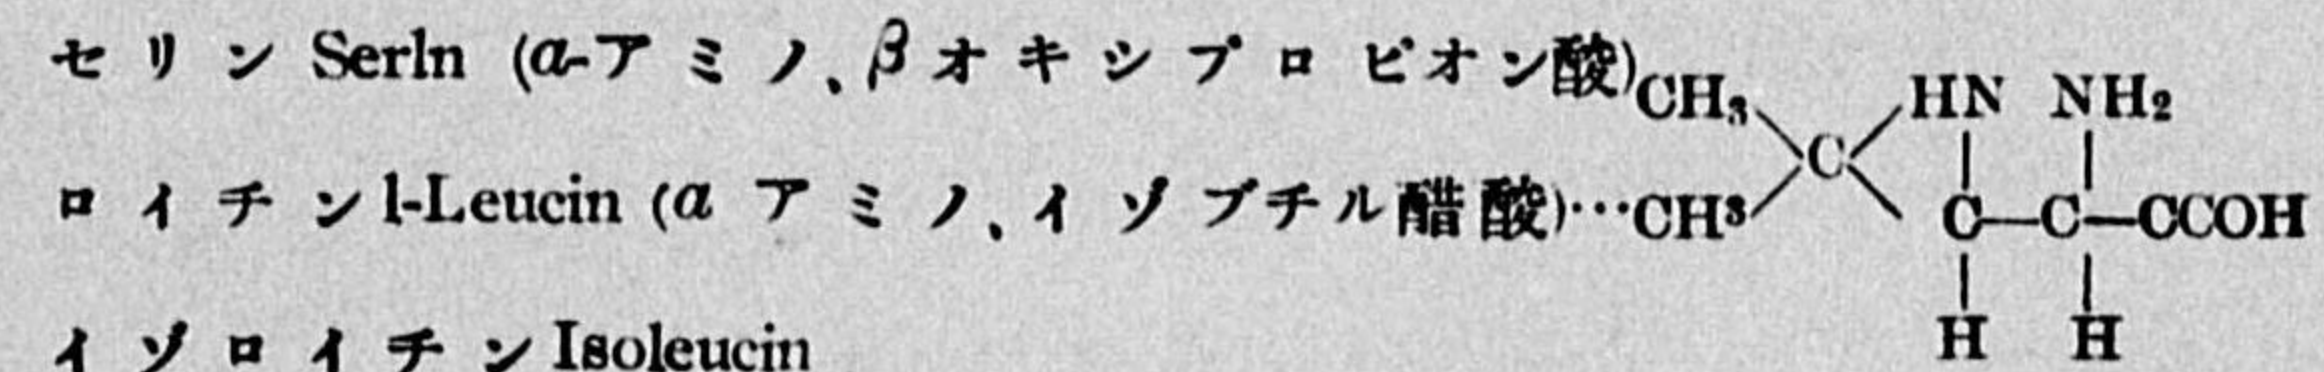 セリン Serln (α-アミノ、βオキシプロピオン酸)
CH₃ HN NH₂
C
ロイチン l-Leucin (αアミノ、イソブチル醋酸)…CH³ C—C—CCOH
H H
イソロイチン Isoleucin